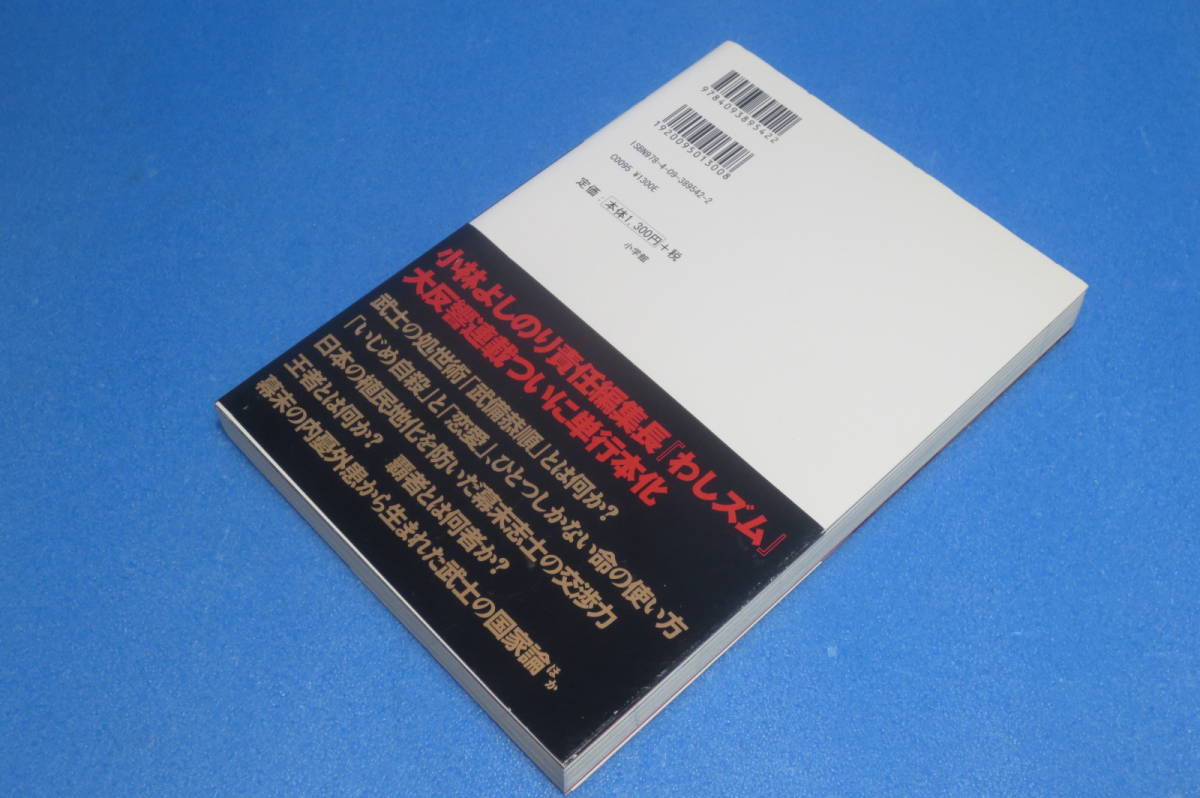 9784093895422
1920095013008
ISBN978-4-09-389542-2
C0095 ¥1300E
定価：本体1,300円+税
小学館
小林よしのり責任編集長『わしズム』
大反響連載ついに単行本化
武士の処世術「武備恭順」とは何か?
「いじめ自殺」と「恋愛」、ひとつしかない命の使い方
日本の植民地化を防いだ幕末志士の交渉力
王者とは何か? 覇者とは何者か?
幕末の内憂外患から生まれた武士の国家論 ほか